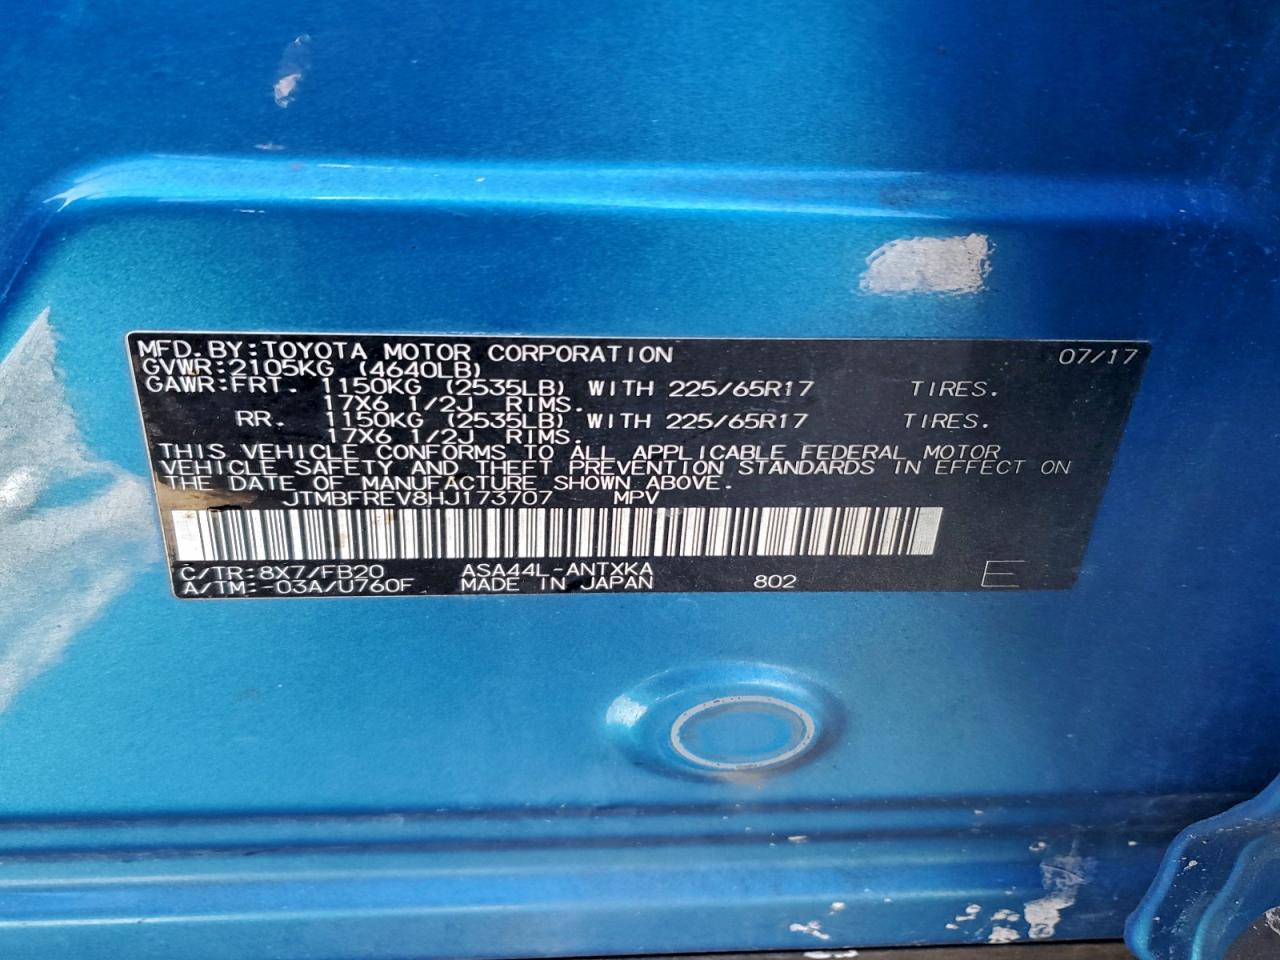 MFD.BY:TOYOTA MOTOR CORPORATION 07/17
GVWR:2105KG (4640LB)
GAWR:FRT. 1150KG (2535LB) WITH 225/65R17 TIRES.
17X6 1/2J RIMS.
RR. 1150KG (2535LB) WITH 225/65R17 TIRES.
17X6 1/2J RIMS.
THIS VEHICLE CONFORMS TO ALL APPLICABLE FEDERAL MOTOR
VEHICLE SAFETY AND THEFT PREVENTION STANDARDS IN EFFECT ON
THE DATE OF MANUFACTURE SHOWN ABOVE.
JTMBFREV8HJ173707 MPV
C/TR:8X7/FB20 ASA44L-ANTXKA E
A/TM:-03A/U760F MADE IN JAPAN 802